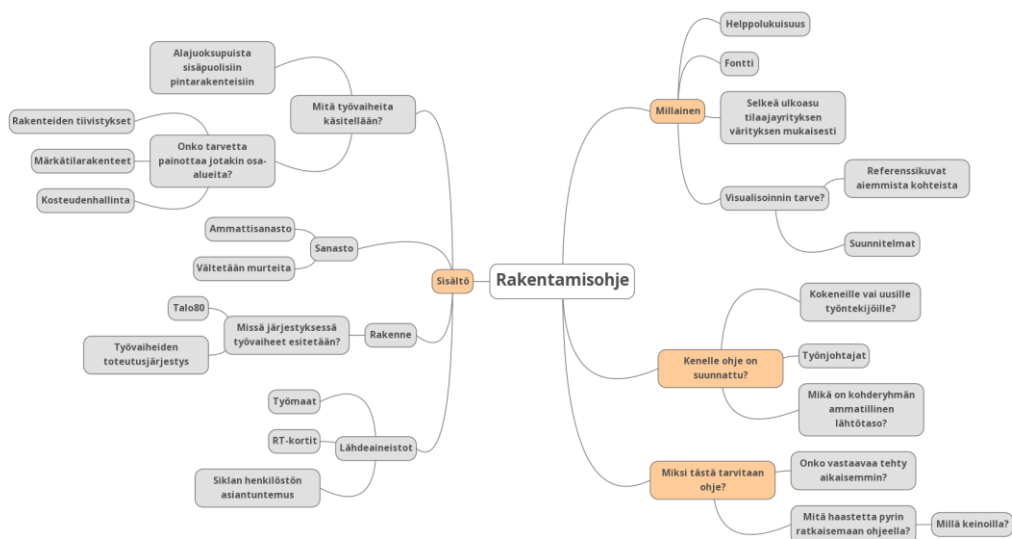 Rakentamisohje
Sisältö
Mitä työvaiheita
käsitellään?
Alajuoksupuista
sisäpuolisiin
pintarakenteisiin
Onko tarvetta
painottaa jotakin osa-
alueita?
Rakenteiden tiivistykset
Märkätilarakenteet
Kosteudenhallinta
Sanasto
Ammattisanasto
Vältetään murteita
Rakenne
Missä järjestyksessä
työvaiheet esitetään?
Talo80
Työvaiheiden
toteutusjärjestys
Lähdeaineistot
Työmaat
RT-kortit
Siklan henkilöstön
asiantuntemus
Millainen
Helppolukuisuus
Fontti
Selkeä ulkoasu
tilaajayrityksen
värityksen mukaisesti
Visualisoinnin tarve?
Referenssikuvat
aiemmista kohteista
Suunnitelmat
Kenelle ohje on
suunnattu?
Kokeneille vai uusille
työntekijöille?
Työnjohtajat
Mikä on kohderyhmän
ammatillinen
lähtötaso?
Miksi tästä tarvitaan
ohje?
Onko vastaavaa tehty
aikaisemmin?
Mitä haastetta pyrin
ratkaisemaan ohjeella?
Millä keinoilla?